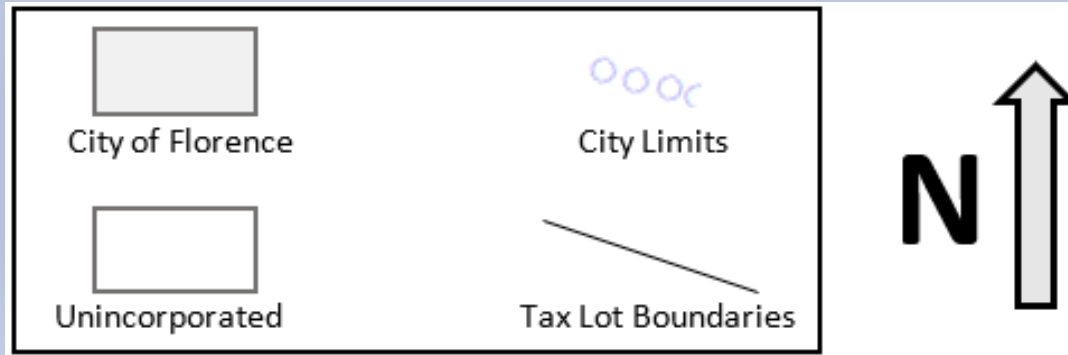 City of Florence
City Limits
N
Unincorporated
Tax Lot Boundaries